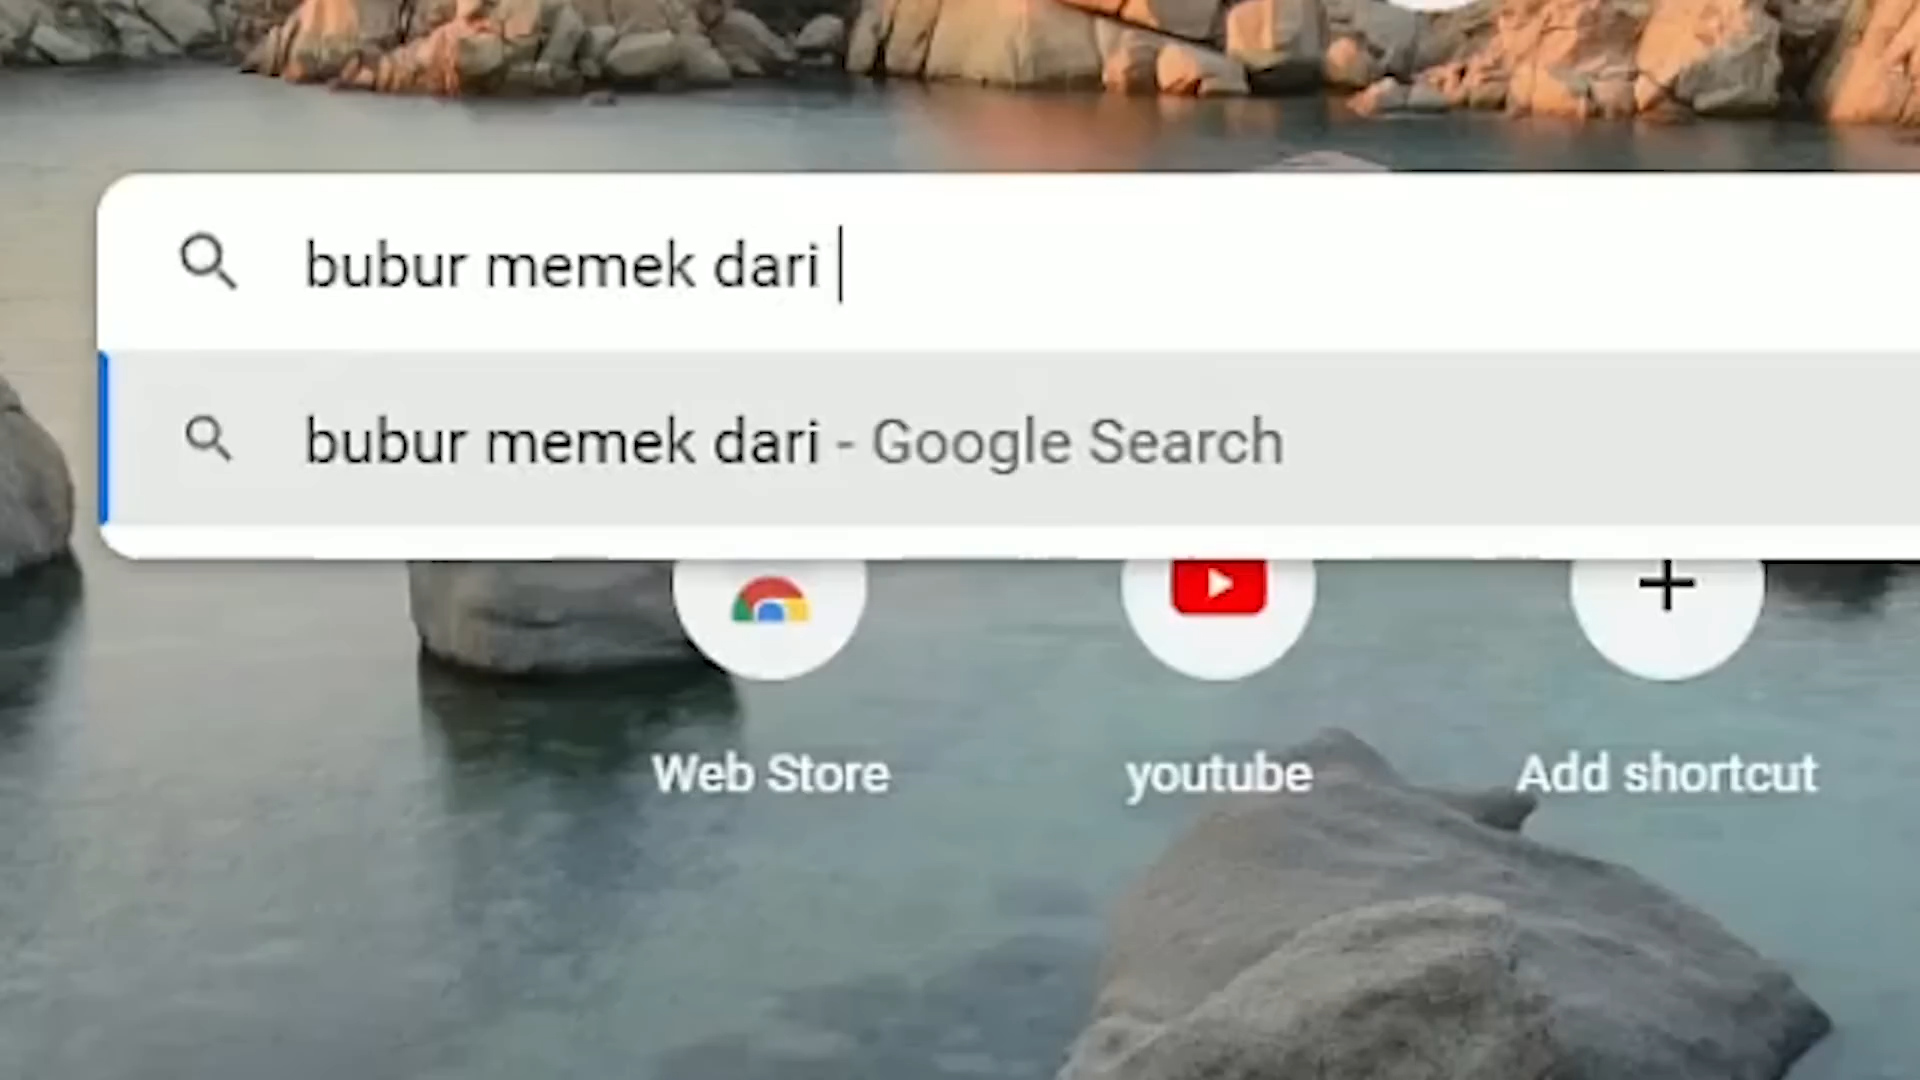 bubur memek dari
bubur memek dari - Google Search
Web Store
youtube
Add shortcut